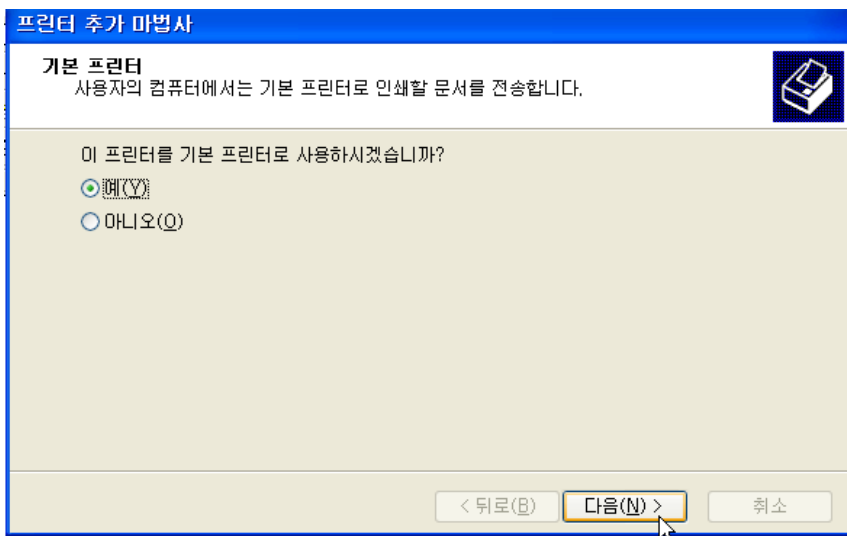 프린터 추가 마법사
기본 프린터
사용자의 컴퓨터에서는 기본 프린터로 인쇄할 문서를 전송합니다.
이 프린터를 기본 프린터로 사용하시겠습니까?
예(Y)
아니오(O)
< 뒤로(B) 다음(N) > 취소